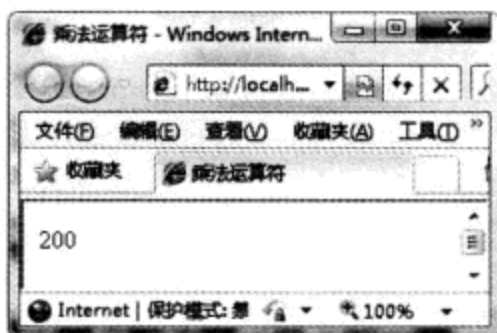 乘法运算符 - Windows Intern...
http://localh...
文件(F) 编辑(E) 查看(V) 收藏夹(A) 工具(T) »
收藏夹 乘法运算符
200
Internet | 保护模式: 禁 100%